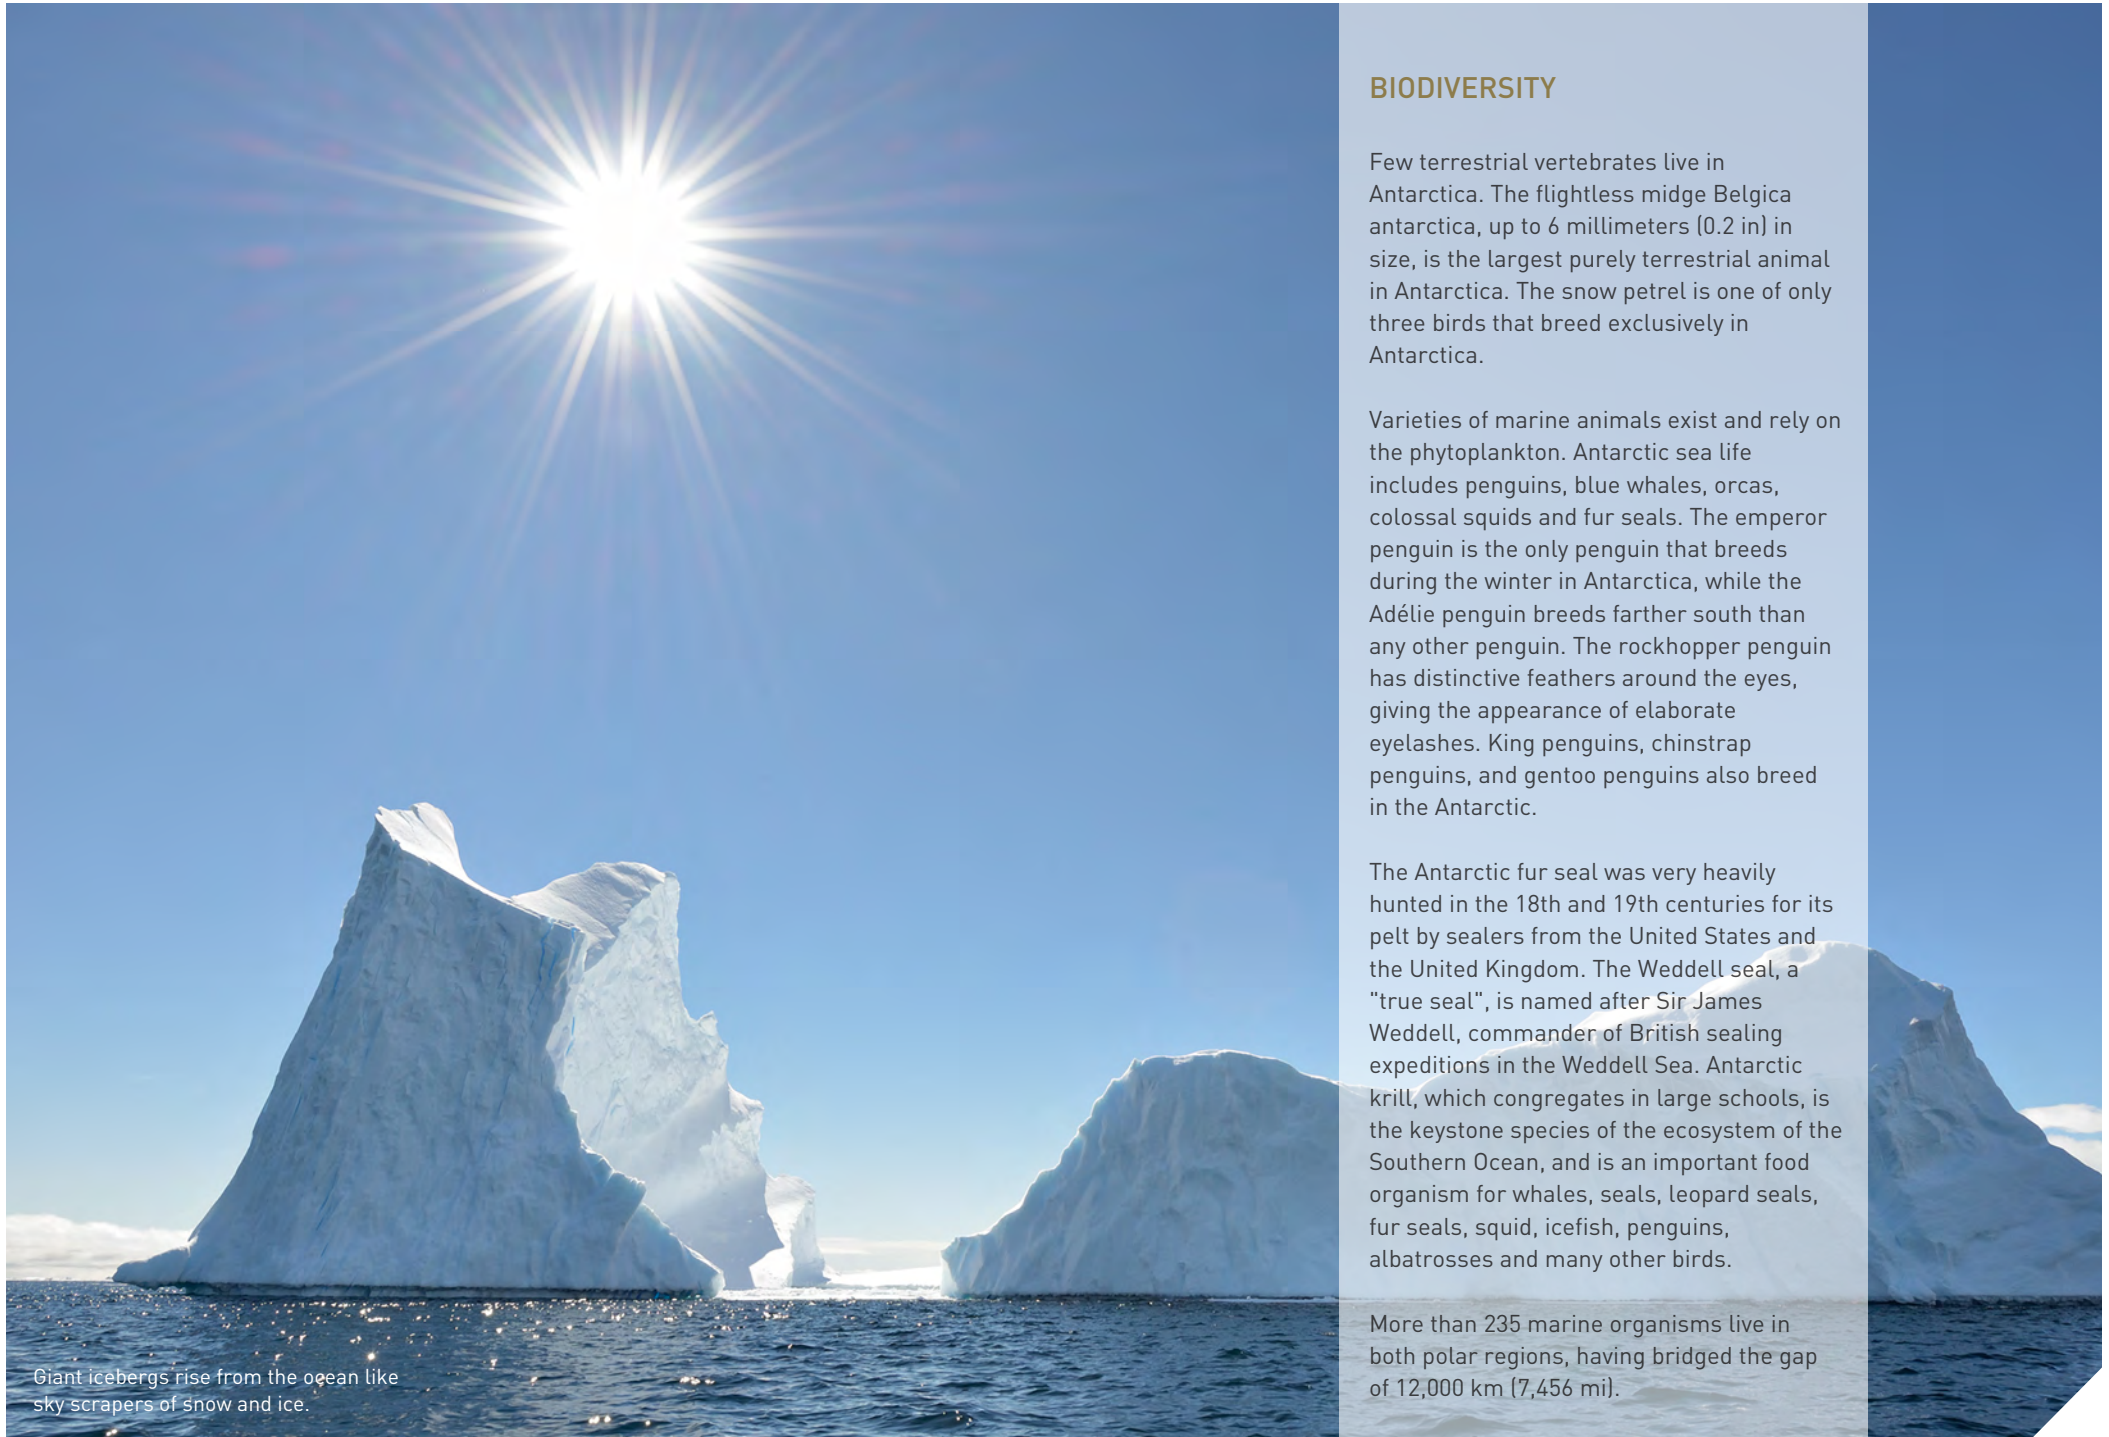 BIODIVERSITY
Few terrestrial vertebrates live in
Antarctica. The flightless midge Belgica
antarctica, up to 6 millimeters (0.2 in) in
size, is the largest purely terrestrial animal
in Antarctica. The snow petrel is one of only
three birds that breed exclusively in
Antarctica.
Varieties of marine animals exist and rely on
the phytoplankton. Antarctic sea life
includes penguins, blue whales, orcas,
colossal squids and fur seals. The emperor
penguin is the only penguin that breeds
during the winter in Antarctica, while the
Adélie penguin breeds farther south than
any other penguin. The rockhopper penguin
has distinctive feathers around the eyes,
giving the appearance of elaborate
eyelashes. King penguins, chinstrap
penguins, and gentoo penguins also breed
in the Antarctic.
The Antarctic fur seal was very heavily
hunted in the 18th and 19th centuries for its
pelt by sealers from the United States and
the United Kingdom. The Weddell seal, a
"true seal", is named after Sir James
Weddell, commander of British sealing
expeditions in the Weddell Sea. Antarctic
krill, which congregates in large schools, is
the keystone species of the ecosystem of the
Southern Ocean, and is an important food
organism for whales, seals, leopard seals,
fur seals, squid, icefish, penguins,
albatrosses and many other birds.
More than 235 marine organisms live in
both polar regions, having bridged the gap
of 12,000 km (7,456 mi).
Giant icebergs rise from the ocean like
sky scrapers of snow and ice.